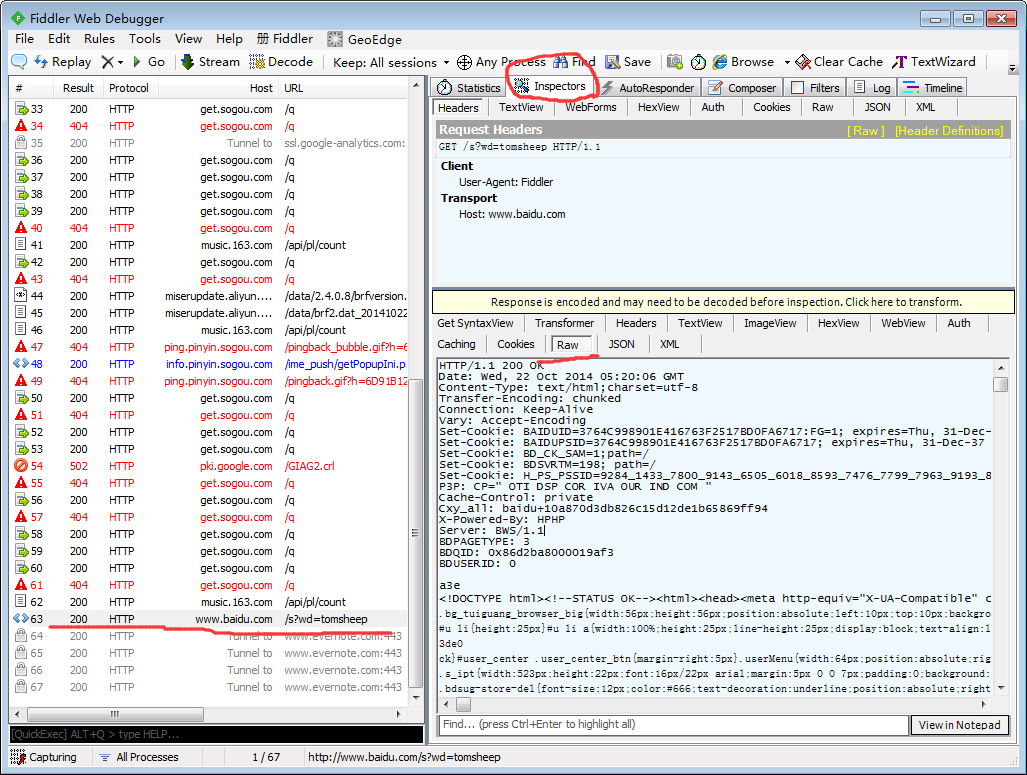 Fiddler Web Debugger
File Edit Rules Tools View Help 册 Fiddler GeoEdge
Replay Go Stream Decode Keep: All sessions Any Process Find Save Browse Clear Cache TextWizard
# Result Protocol Host URL
33 200 HTTP get.sogou.com /q
34 404 HTTP get.sogou.com /q
35 200 HTTP Tunnel to ssl.google-analytics.com:
36 200 HTTP get.sogou.com /q
37 200 HTTP get.sogou.com /q
38 200 HTTP get.sogou.com /q
39 200 HTTP get.sogou.com /q
40 404 HTTP get.sogou.com /q
41 200 HTTP music.163.com /api/pl/count
42 200 HTTP get.sogou.com /q
43 404 HTTP get.sogou.com /q
44 200 HTTP miserupdate.aliyun.... /data/2.4.0.8/brfversion.
45 200 HTTP miserupdate.aliyun.... /data/brf2.dat_20141022
46 200 HTTP music.163.com /api/pl/count
47 404 HTTP ping.pinyin.sogou.com /pingback_bubble.gif?h=6
48 200 HTTP info.pinyin.sogou.com /ime_push/getPopupIni.p
49 404 HTTP ping.pinyin.sogou.com /pingback.gif?h=6D91B12
50 200 HTTP get.sogou.com /q
51 404 HTTP get.sogou.com /q
52 200 HTTP get.sogou.com /q
53 200 HTTP get.sogou.com /q
54 502 HTTP pki.google.com /GIAG2.crl
55 404 HTTP get.sogou.com /q
56 200 HTTP get.sogou.com /q
57 404 HTTP get.sogou.com /q
58 200 HTTP get.sogou.com /q
59 200 HTTP get.sogou.com /q
60 200 HTTP get.sogou.com /q
61 404 HTTP get.sogou.com /q
62 200 HTTP music.163.com /api/pl/count
63 200 HTTP www.baidu.com /s?wd=tomsheep
64 200 HTTP Tunnel to www.evernote.com:443
65 200 HTTP Tunnel to www.evernote.com:443
66 200 HTTP Tunnel to www.evernote.com:443
67 200 HTTP Tunnel to www.evernote.com:443
[QuickExec] ALT+Q > type HELP...
Statistics Inspectors AutoResponder Composer Filters Log Timeline
Headers TextView WebForms HexView Auth Cookies Raw JSON XML
Request Headers [ Raw ] [Header Definitions]
GET /s?wd=tomsheep HTTP/1.1
Client
User-Agent: Fiddler
Transport
Host: www.baidu.com
Response is encoded and may need to be decoded before inspection. Click here to transform.
Get SyntaxView Transformer Headers TextView ImageView HexView WebView Auth
Caching Cookies Raw JSON XML
HTTP/1.1 200 OK
Date: Wed, 22 Oct 2014 05:20:06 GMT
Content-Type: text/html;charset=utf-8
Transfer-Encoding: chunked
Connection: Keep-Alive
Vary: Accept-Encoding
Set-Cookie: BAIDUID=3764C998901E416763F2517BD0FA6717:FG=1; expires=Thu, 31-Dec-
Set-Cookie: BAIDUPSID=3764C998901E416763F2517BD0FA6717; expires=Thu, 31-Dec-37
Set-Cookie: BD_CK_SAM=1;path=/
Set-Cookie: BDSVRTM=198; path=/
Set-Cookie: H_PS_PSSID=9284_1433_7800_9143_6505_6018_8593_7476_7799_7963_9193_8
P3P: CP=" OTI DSP COR IVA OUR IND COM "
Cache-Control: private
Cxy_all: baidu+10a870d3db826c15d12de1b65869ff94
X-Powered-By: HPHP
Server: BWS/1.1
BDPAGETYPE: 3
BDQID: 0x86d2ba8000019af3
BDUSERID: 0
a3e
<!DOCTYPE html><!--STATUS OK--><html><head><meta http-equiv="X-UA-Compatible" c
.bg_tuiguang_browser_big{width:56px;height:56px;position:absolute;left:10px;top:10px;backgro
#u li{height:25px}#u li a{width:100%;height:25px;line-height:25px;display:block;text-align:l
3de0
ck}#user_center .user_center_btn{margin-right:5px}.userMenu{width:64px;position:absolute;rig
.s_ipt{width:523px;height:22px;font:16px/22px arial;margin:5px 0 0 7px;padding:0;background:
.bdsug-store-del{font-size:12px;color:#666;text-decoration:underline;position:absolute;right
Find... (press Ctrl+Enter to highlight all) View in Notepad
Capturing All Processes 1 / 67 http://www.baidu.com/s?wd=tomsheep